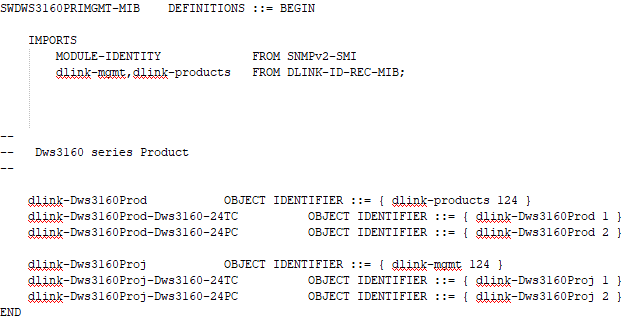 SWDWS3160PRIMGMT-MIB    DEFINITIONS ::= BEGIN
IMPORTS
MODULE-IDENTITY             FROM SNMPv2-SMI
dlink-mgmt,dlink-products   FROM DLINK-ID-REC-MIB;
--
--   Dws3160 series Product
--
dlink-Dws3160Prod           OBJECT IDENTIFIER ::= { dlink-products 124 }
dlink-Dws3160Prod-Dws3160-24TC          OBJECT IDENTIFIER ::= { dlink-Dws3160Prod 1 }
dlink-Dws3160Prod-Dws3160-24PC          OBJECT IDENTIFIER ::= { dlink-Dws3160Prod 2 }
dlink-Dws3160Proj           OBJECT IDENTIFIER ::= { dlink-mgmt 124 }
dlink-Dws3160Proj-Dws3160-24TC          OBJECT IDENTIFIER ::= { dlink-Dws3160Proj 1 }
dlink-Dws3160Proj-Dws3160-24PC          OBJECT IDENTIFIER ::= { dlink-Dws3160Proj 2 }
END